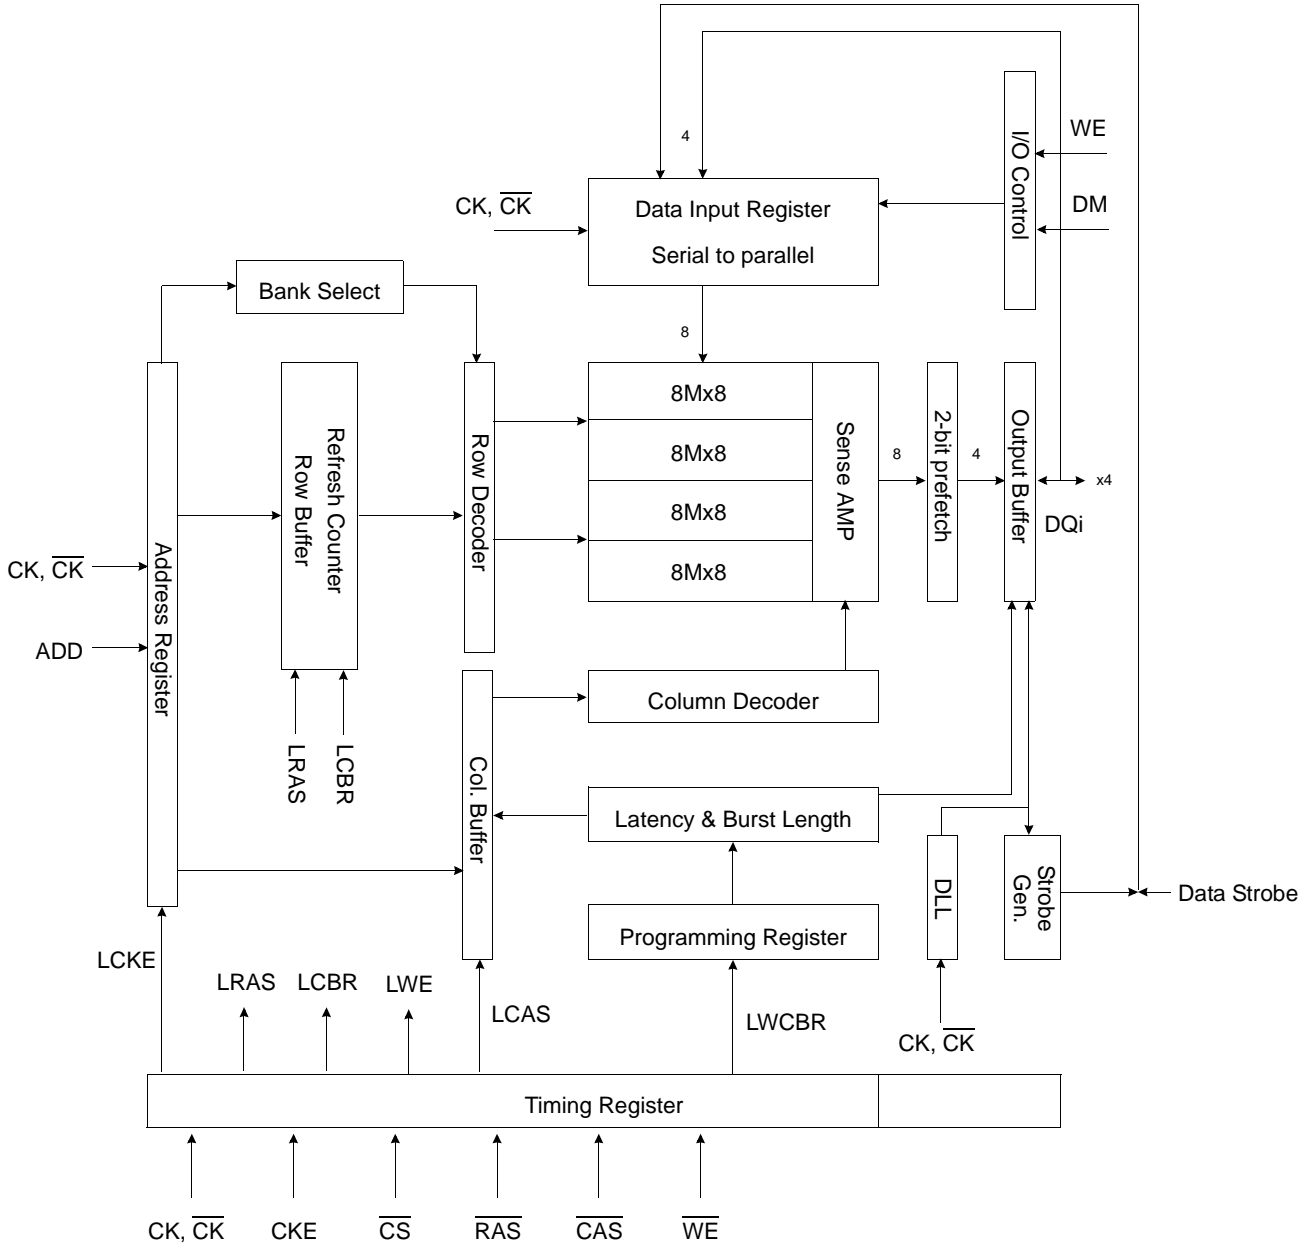 4
I/O Control
WE
DM
CK, CK
Data Input Register
Serial to parallel
Bank Select
8
Address Register
Refresh Counter
Row Buffer
Row Decoder
8Mx8
8Mx8
8Mx8
8Mx8
Sense AMP
8
2-bit prefetch
4
Output Buffer
x4
DQi
CK, CK
ADD
LRAS
LCBR
Col. Buffer
Column Decoder
Latency & Burst Length
Programming Register
DLL
Strobe
Gen.
Data Strobe
LCKE
LRAS
LCBR
LWE
LCAS
LWCBR
CK, CK
Timing Register
CK, CK
CKE
CS
RAS
CAS
WE